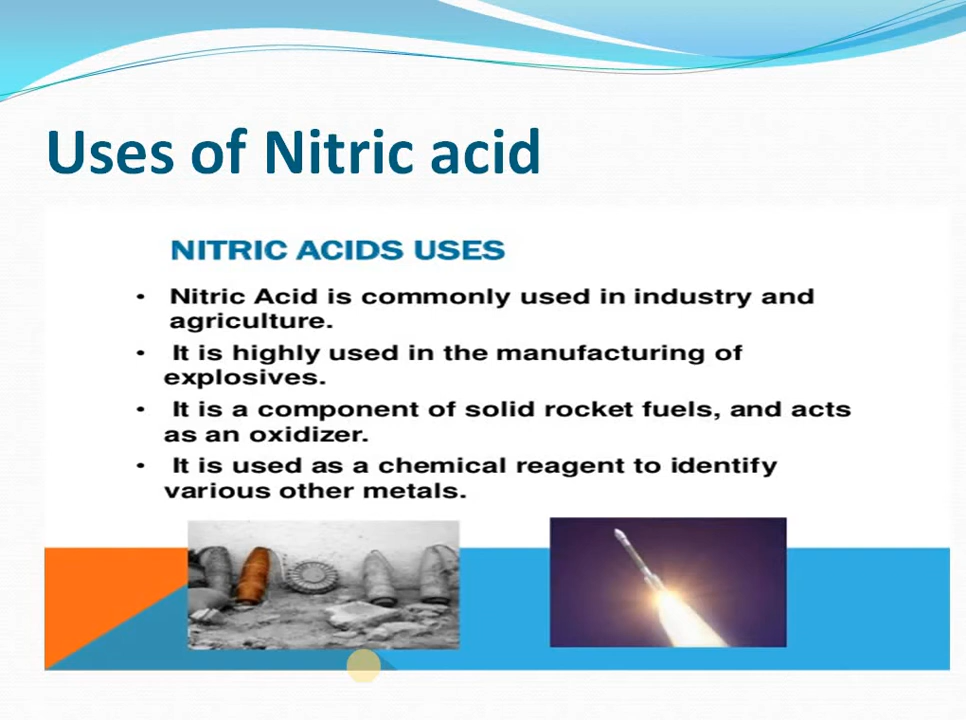 Uses of Nitric acid
NITRIC ACIDS USES
• Nitric Acid is commonly used in industry and
agriculture.
• It is highly used in the manufacturing of
explosives.
• It is a component of solid rocket fuels, and acts
as an oxidizer.
• It is used as a chemical reagent to identify
various other metals.